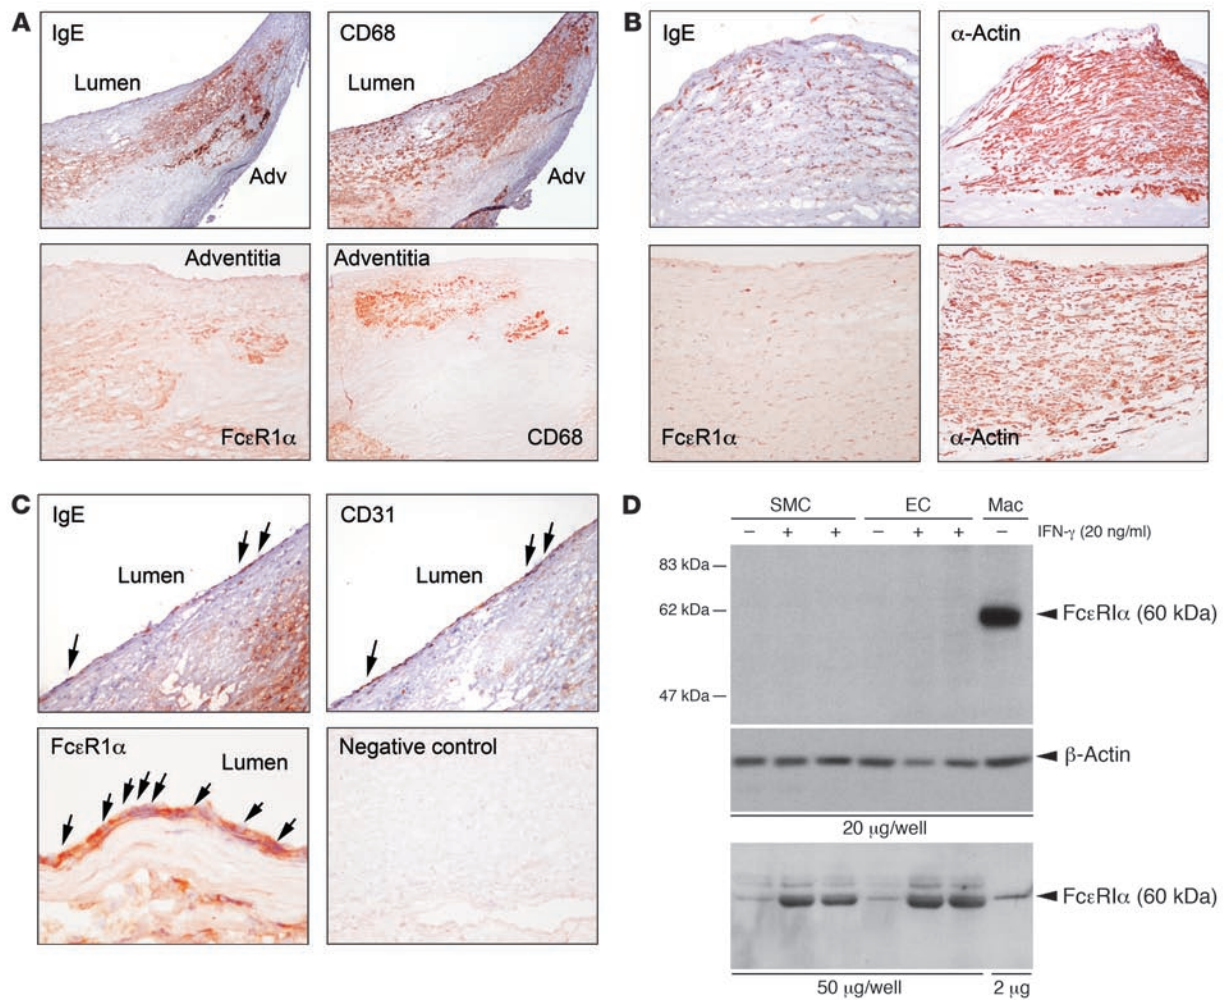 A
IgE
Lumen
Adv
CD68
Lumen
Adv
Adventitia
FcεR1α
Adventitia
CD68
B
IgE
α-Actin
FcεR1α
α-Actin
C
IgE
Lumen
CD31
Lumen
FcεR1α
Lumen
Negative control
D
SMC EC Mac
– + + – + + – IFN-γ (20 ng/ml)
83 kDa
62 kDa
FcεRIα (60 kDa)
47 kDa
β-Actin
20 μg/well
FcεRIα (60 kDa)
50 μg/well 2 μg